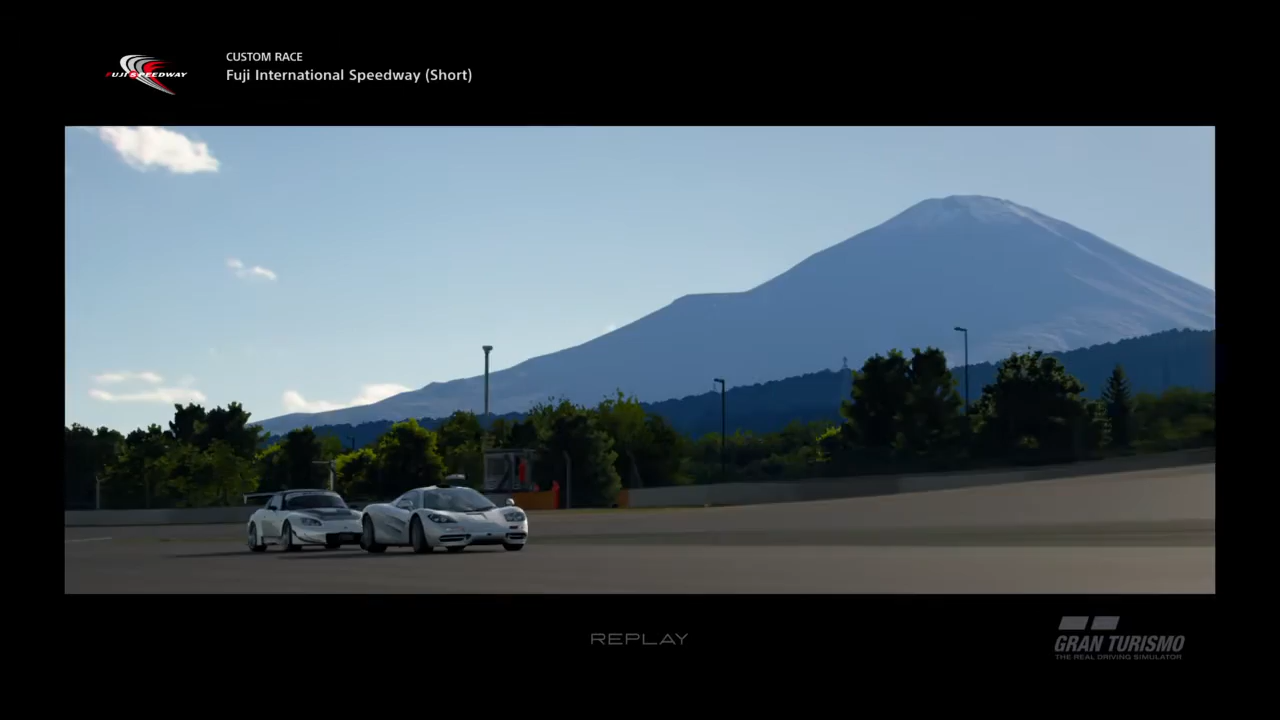 FUJI SPEEDWAY
CUSTOM RACE
Fuji International Speedway (Short)
REPLAY
GRAN TURISMO
THE REAL DRIVING SIMULATOR